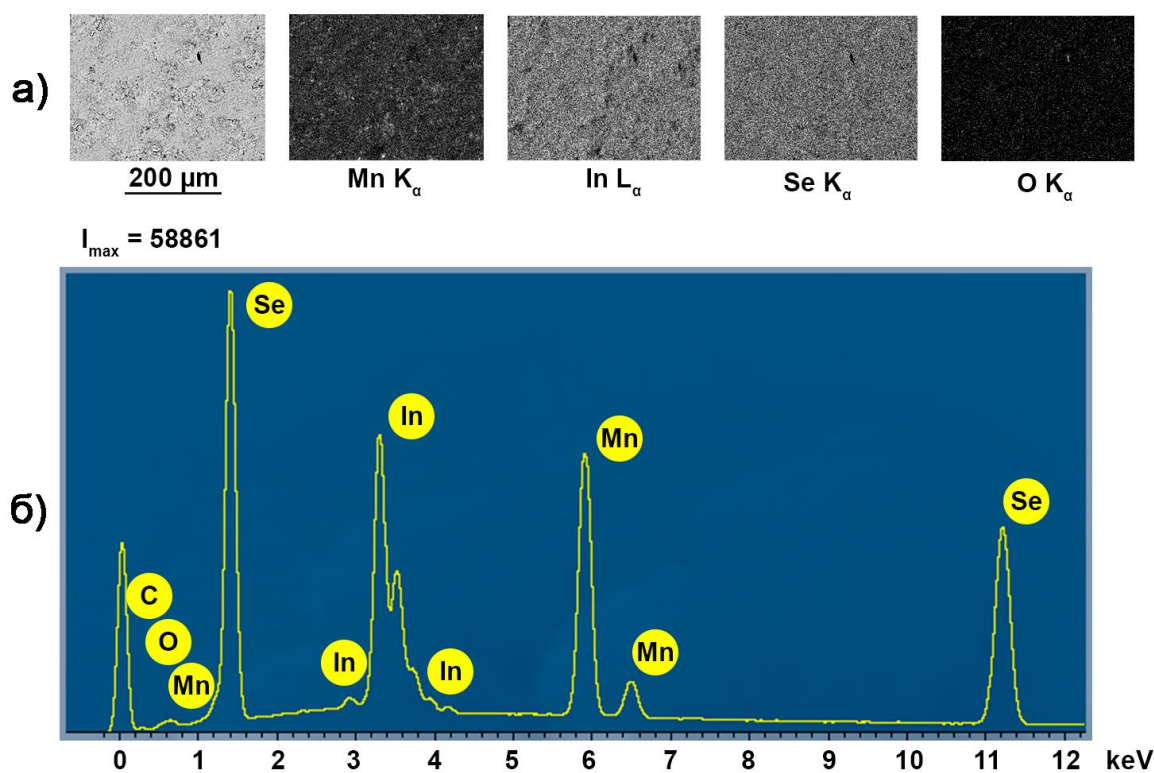 а)
200 μm
Mn Kα
In Lα
Se Kα
O Kα
Imax = 58861
б)
Se
In
Mn
Se
C
O
Mn
In
In
Mn
0 1 2 3 4 5 6 7 8 9 10 11 12 keV